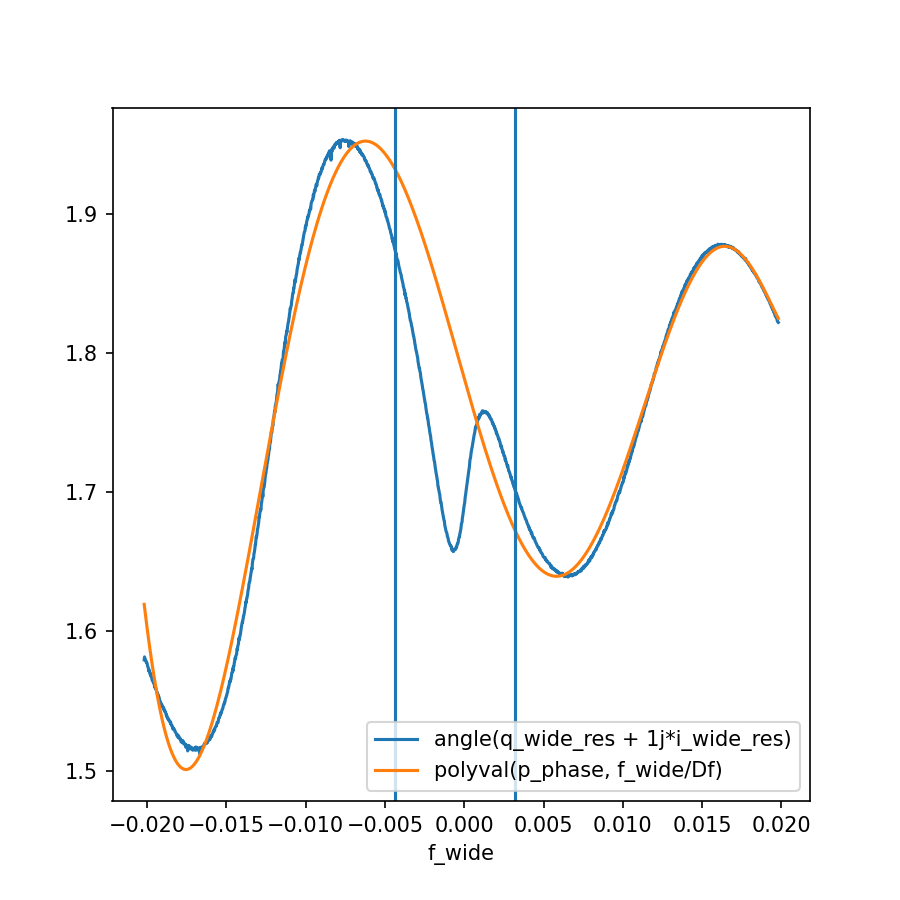 1.9
1.8
1.7
1.6
1.5
angle(q_wide_res + 1j*i_wide_res)
polyval(p_phase, f_wide/Df)
−0.020 −0.015 −0.010 −0.005 0.000 0.005 0.010 0.015 0.020
f_wide